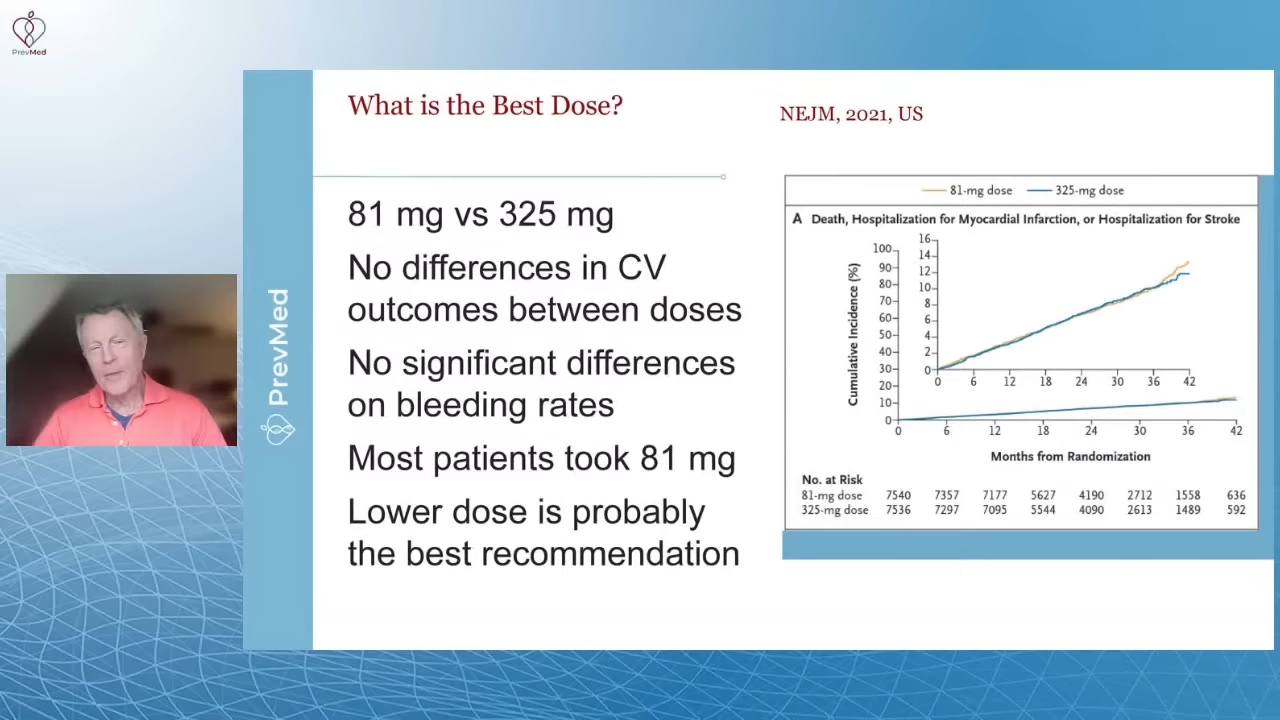 PrevMed
What is the Best Dose?
NEJM, 2021, US
PrevMed
81 mg vs 325 mg
No differences in CV
outcomes between doses
No significant differences
on bleeding rates
Most patients took 81 mg
Lower dose is probably
the best recommendation
81-mg dose 325-mg dose
A Death, Hospitalization for Myocardial Infarction, or Hospitalization for Stroke
Cumulative Incidence (%)
100
90
80
70
60
50
40
30
20
10
0
16
14
12
10
8
6
4
2
0
0 6 12 18 24 30 36 42
0 6 12 18 24 30 36 42
Months from Randomization
No. at Risk
81-mg dose 7540 7357 7177 5627 4190 2712 1558 636
325-mg dose 7536 7297 7095 5544 4090 2613 1489 592